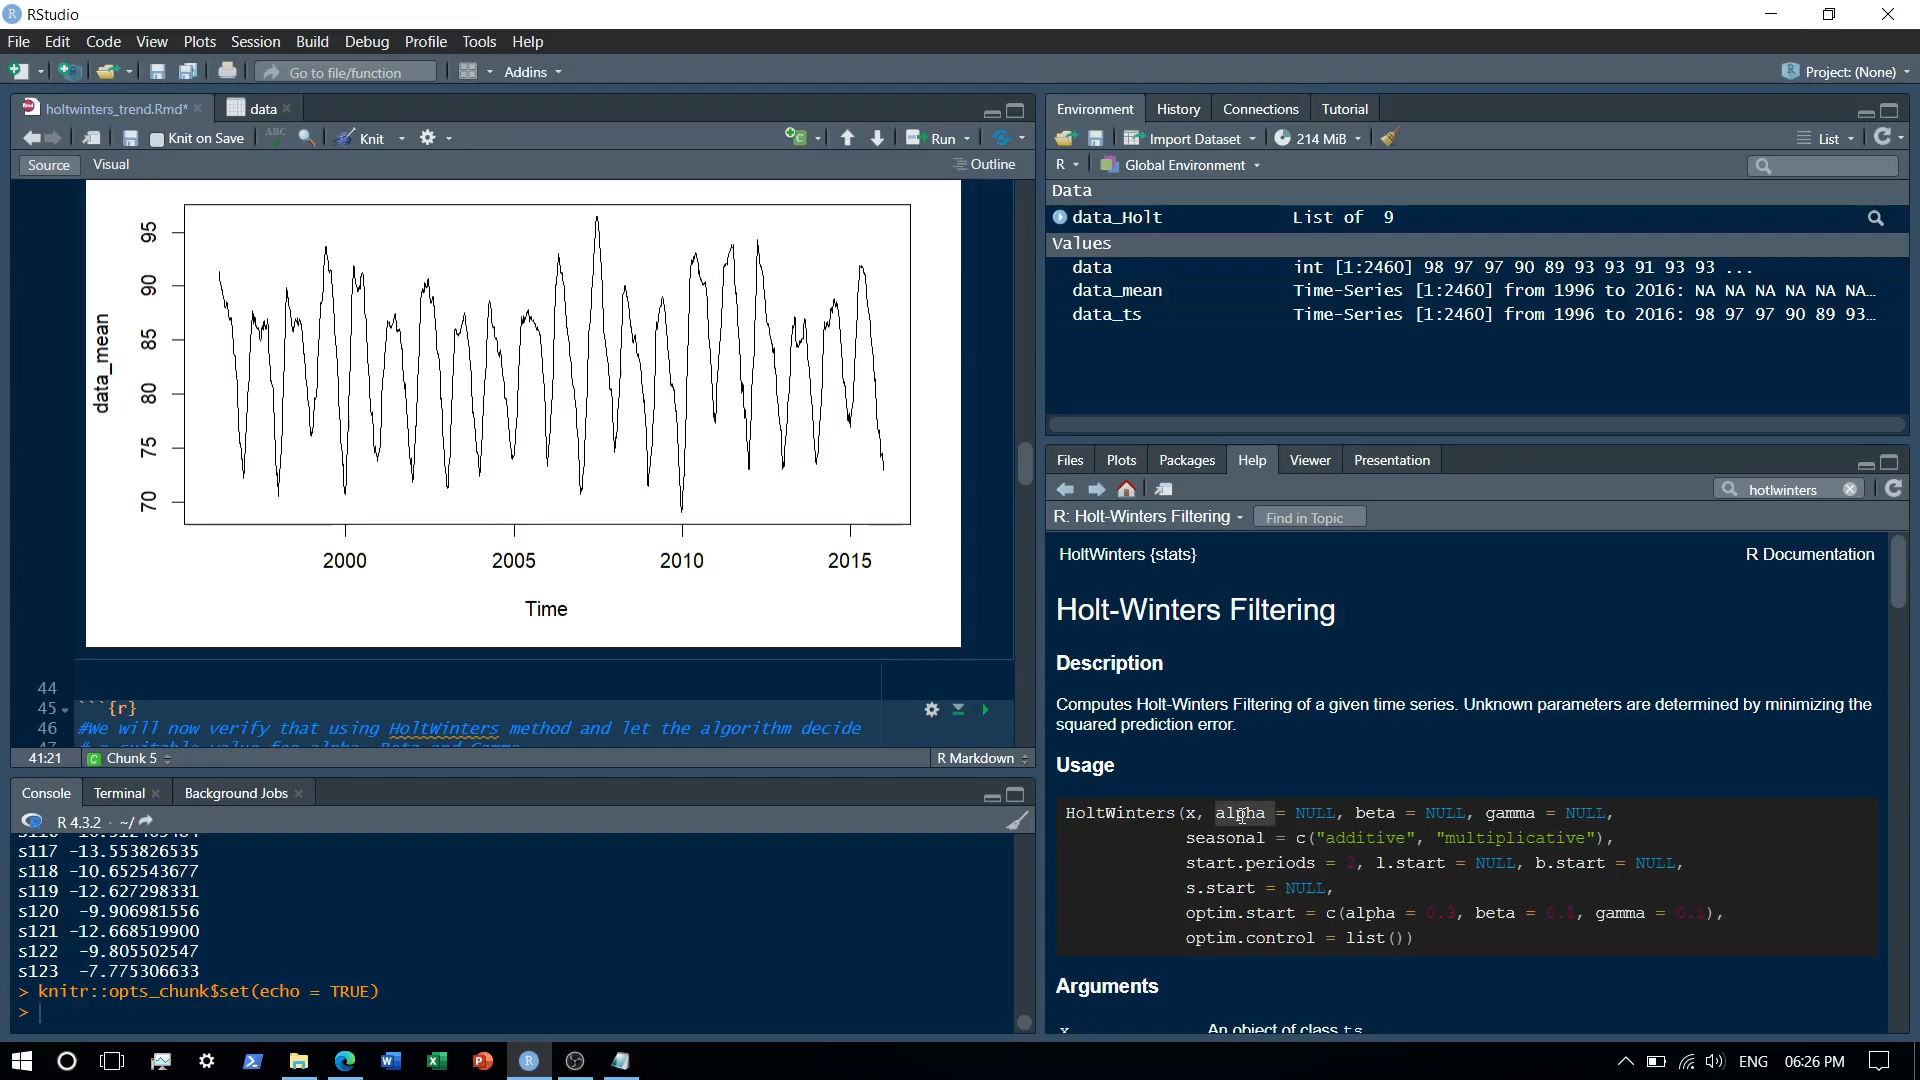 RStudio
File Edit Code View Plots Session Build Debug Profile Tools Help
Go to file/function Addins Project: (None)
holtwinters_trend.Rmd* data
Knit on Save ABC Knit Run
Source Visual Outline
95
90
85
80
75
70
data_mean
2000 2005 2010 2015
Time
44
45 ```{r}
46 #We will now verify that using HoltWinters method and let the algorithm decide
41:21 Chunk 5 R Markdown
Console Terminal Background Jobs
R 4.3.2 · ~/
s117 -13.553826535
s118 -10.652543677
s119 -12.627298331
s120 -9.906981556
s121 -12.668519900
s122 -9.805502547
s123 -7.775306633
> knitr::opts_chunk$set(echo = TRUE)
>
Environment History Connections Tutorial
Import Dataset 214 MiB List
R Global Environment
Data
data_Holt List of 9
Values
data int [1:2460] 98 97 97 90 89 93 93 91 93 93 ...
data_mean Time-Series [1:2460] from 1996 to 2016: NA NA NA NA NA NA…
data_ts Time-Series [1:2460] from 1996 to 2016: 98 97 97 90 89 93…
Files Plots Packages Help Viewer Presentation
hotlwinters
R: Holt-Winters Filtering Find in Topic
HoltWinters {stats} R Documentation
Holt-Winters Filtering
Description
Computes Holt-Winters Filtering of a given time series. Unknown parameters are determined by minimizing the
squared prediction error.
Usage
HoltWinters(x, alpha = NULL, beta = NULL, gamma = NULL,
seasonal = c("additive", "multiplicative"),
start.periods = 2, l.start = NULL, b.start = NULL,
s.start = NULL,
optim.start = c(alpha = 0.3, beta = 0.1, gamma = 0.1),
optim.control = list())
Arguments
x An object of class ts
ENG 06:26 PM